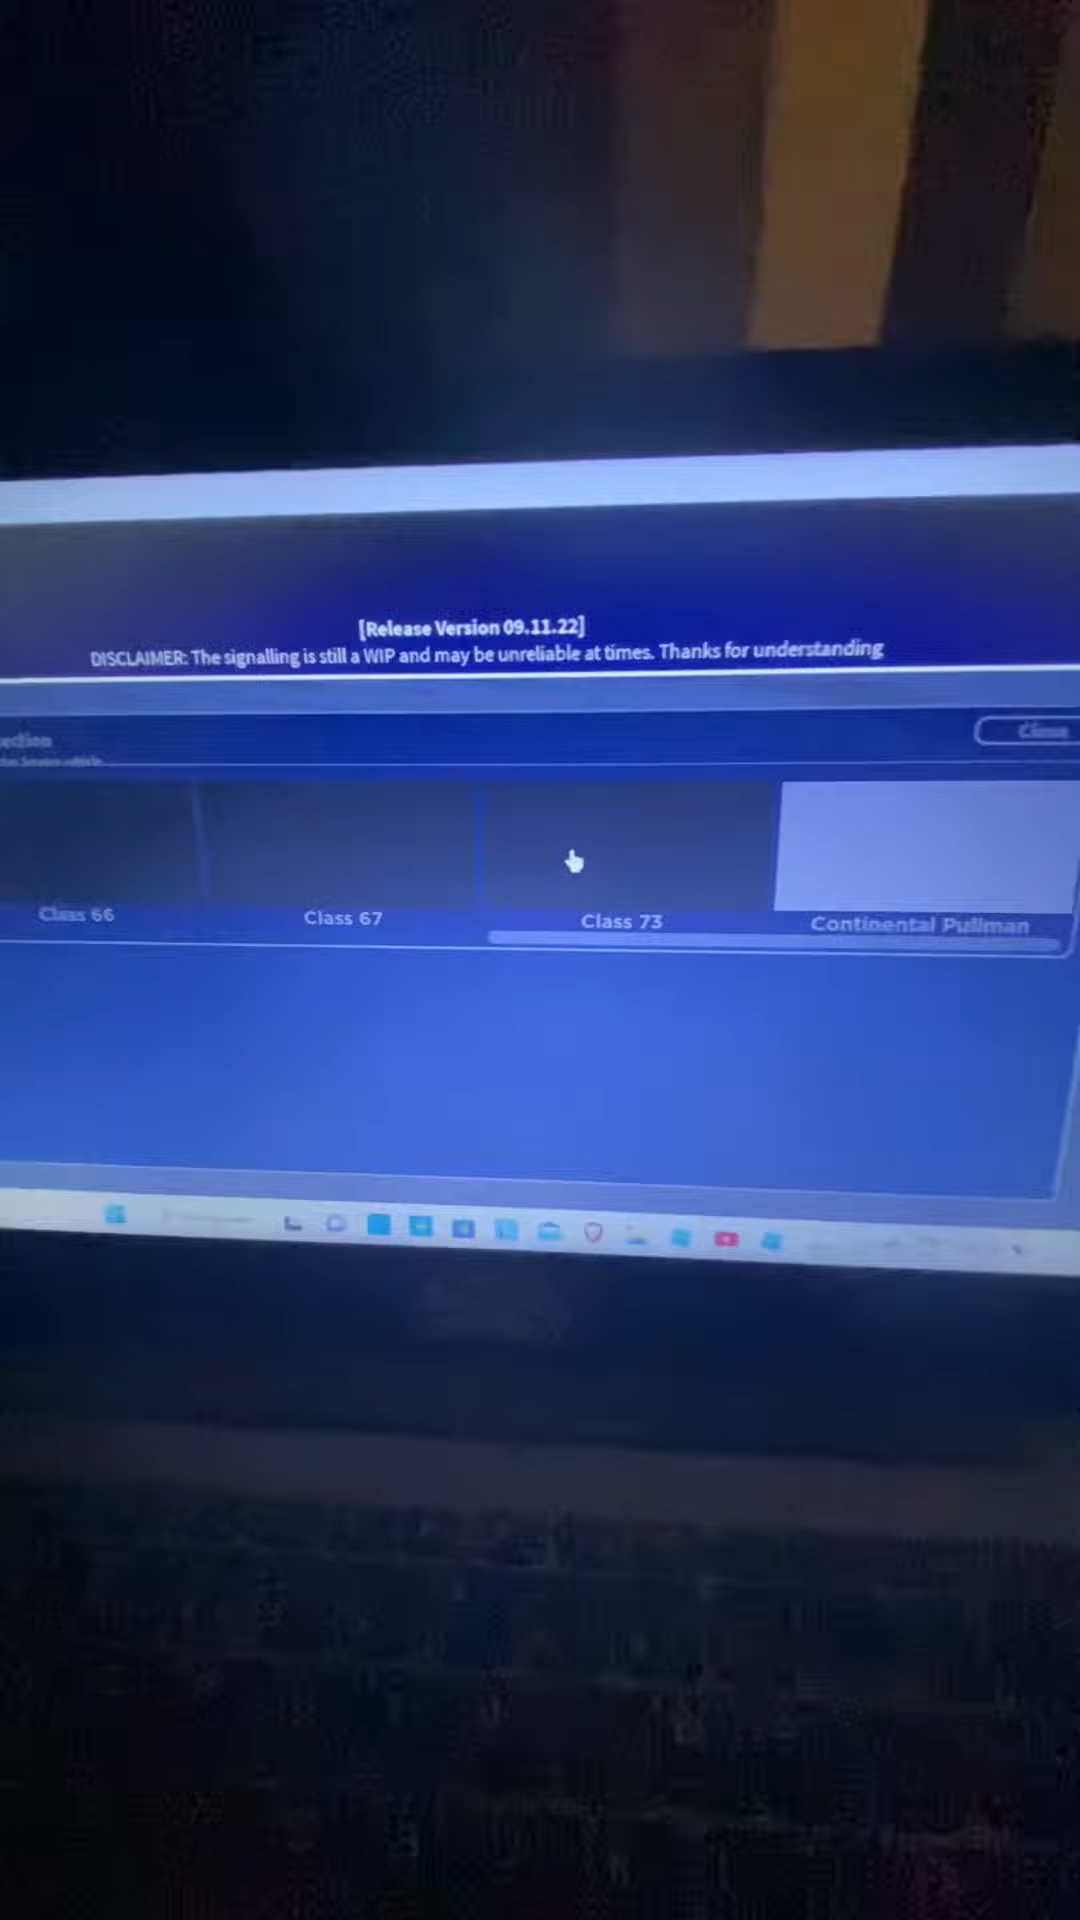 [Release Version 09.11.22]
DISCLAIMER: The signalling is still a WIP and may be unreliable at times. Thanks for understanding
Close
Class 66
Class 67
Class 73
Continental Pullman